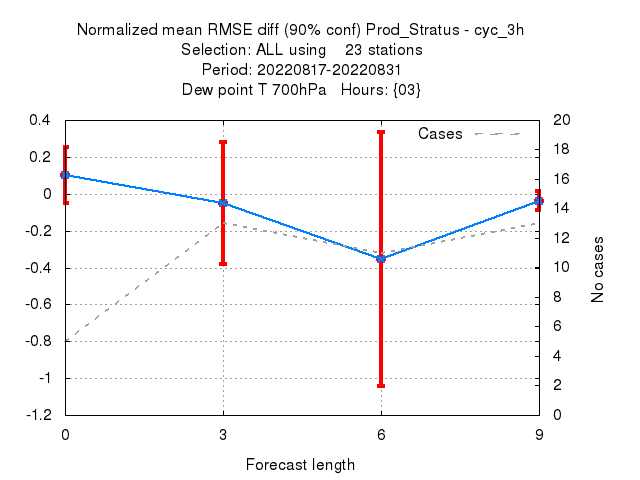 Normalized mean RMSE diff (90% conf) Prod_Stratus - cyc_3h
Selection: ALL using    23 stations
Period: 20220817-20220831
Dew point T 700hPa   Hours: {03}
Cases
0.4
0.2
0
-0.2
-0.4
-0.6
-0.8
-1
-1.2
20
18
16
14
12
10
8
6
4
2
0
No cases
0 3 6 9
Forecast length